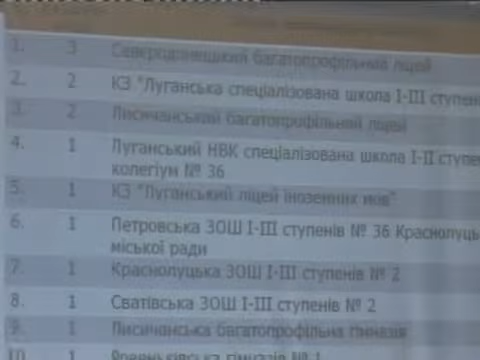 1. 3 Сєвєродонецький багатопрофільний ліцей
2. 2 КЗ "Луганська спеціалізована школа І-ІІІ ступені
3. 2 Лисичанський багатопрофільний ліцей
4. 1 Луганський НВК спеціалізована школа І-ІІ ступе
колегіум № 36
5. 1 КЗ "Луганський ліцей іноземних мов"
6. 1 Петровська ЗОШ І-ІІІ ступенів № 36 Краснолуць
міської ради
7. 1 Краснолуцька ЗОШ І-ІІІ ступенів № 2
8. 1 Сватівська ЗОШ І-ІІІ ступенів № 2
9. 1 Лисичанська багатопрофільна гімназія
10. 1 Ровеньківська гімназія № 1